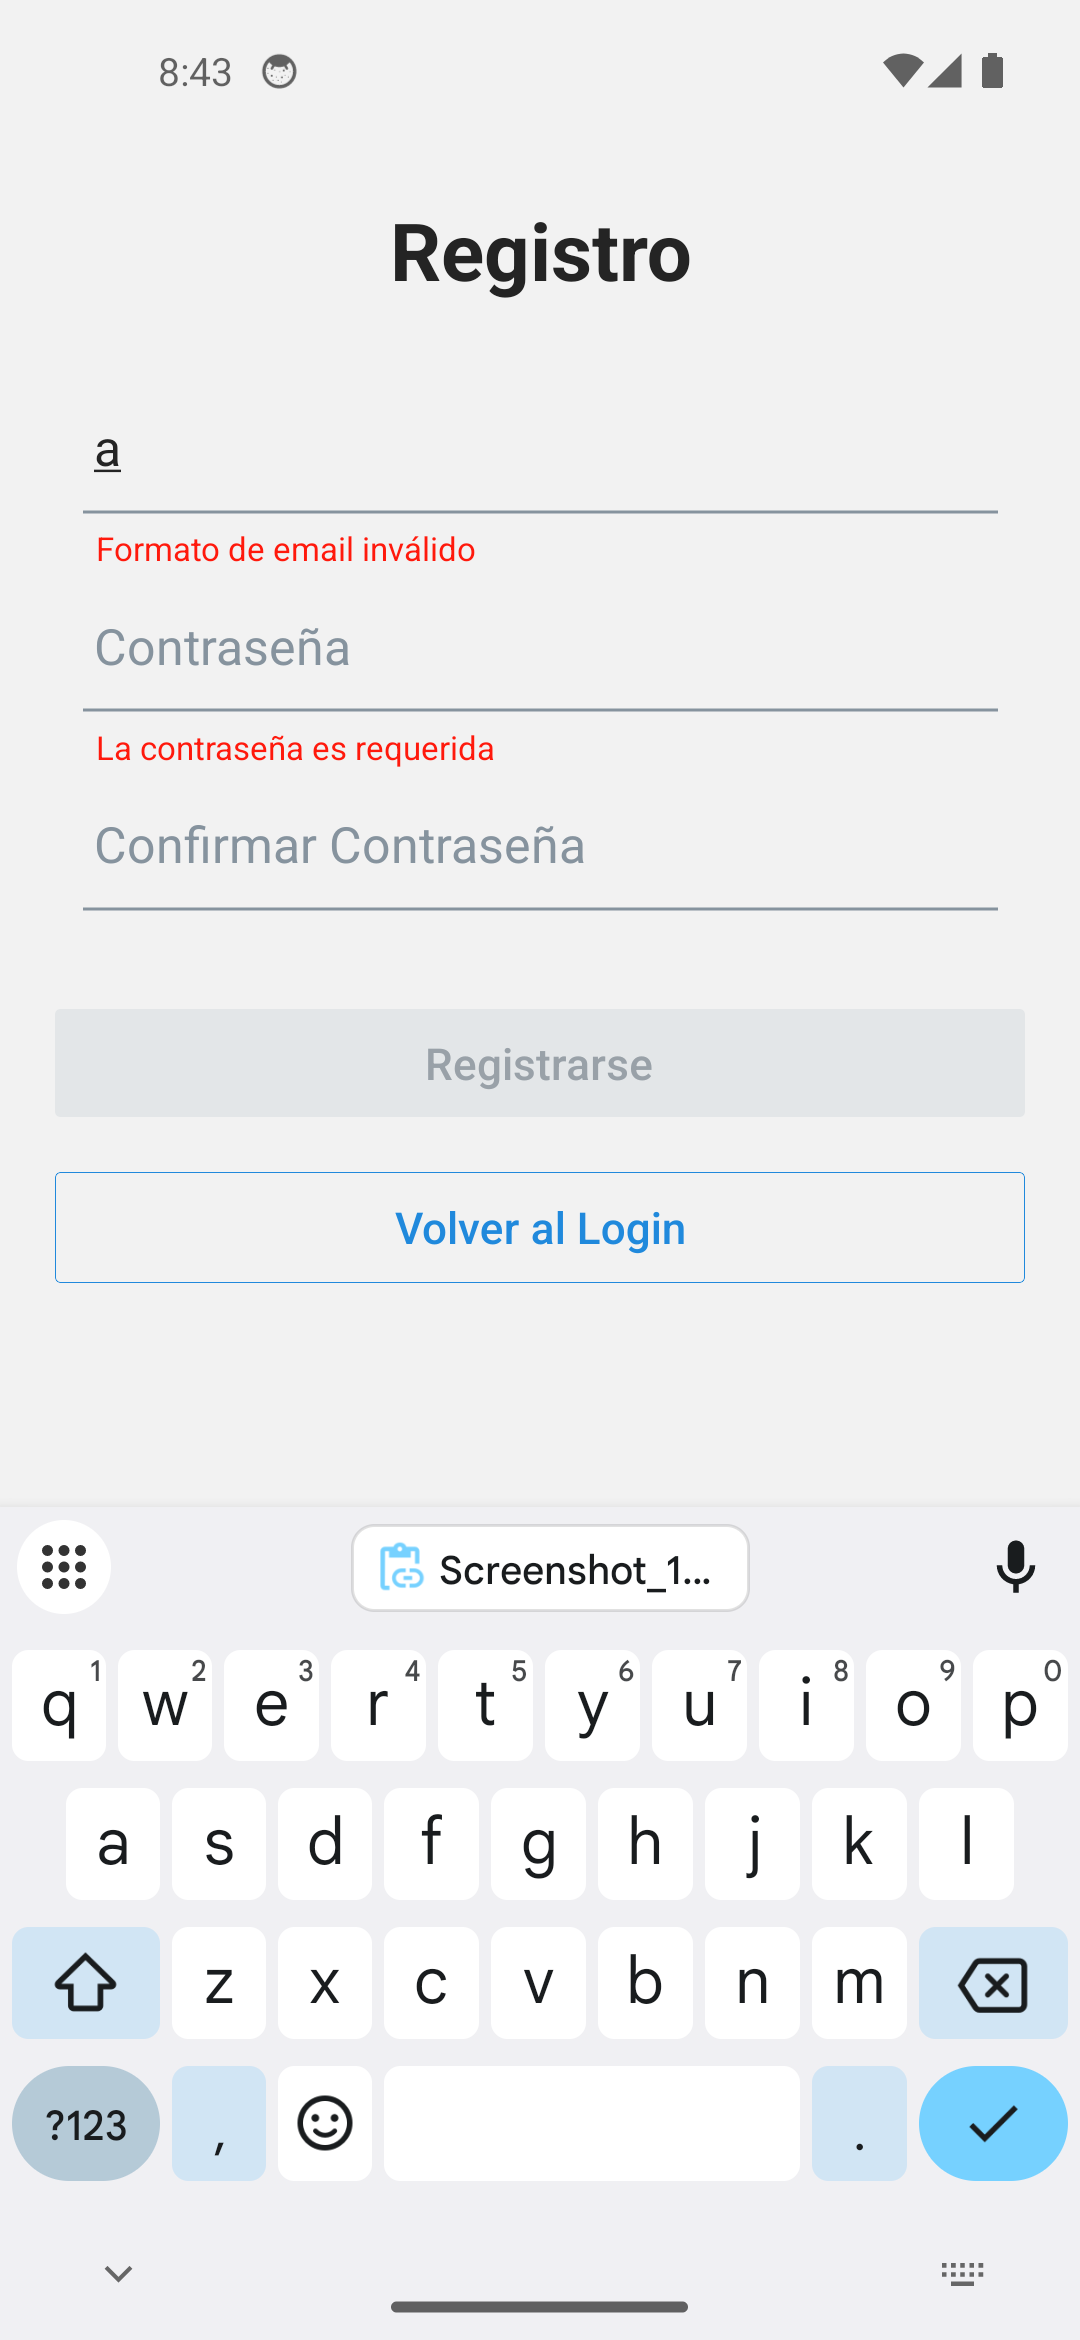 8:43
Registro
a
Formato de email inválido
Contraseña
La contraseña es requerida
Confirmar Contraseña
Registrarse
Volver al Login
Screenshot_1...
q 1 w 2 e 3 r 4 t 5 y 6 u 7 i 8 o 9 p 0
a s d f g h j k l
z x c v b n m
?123 , .